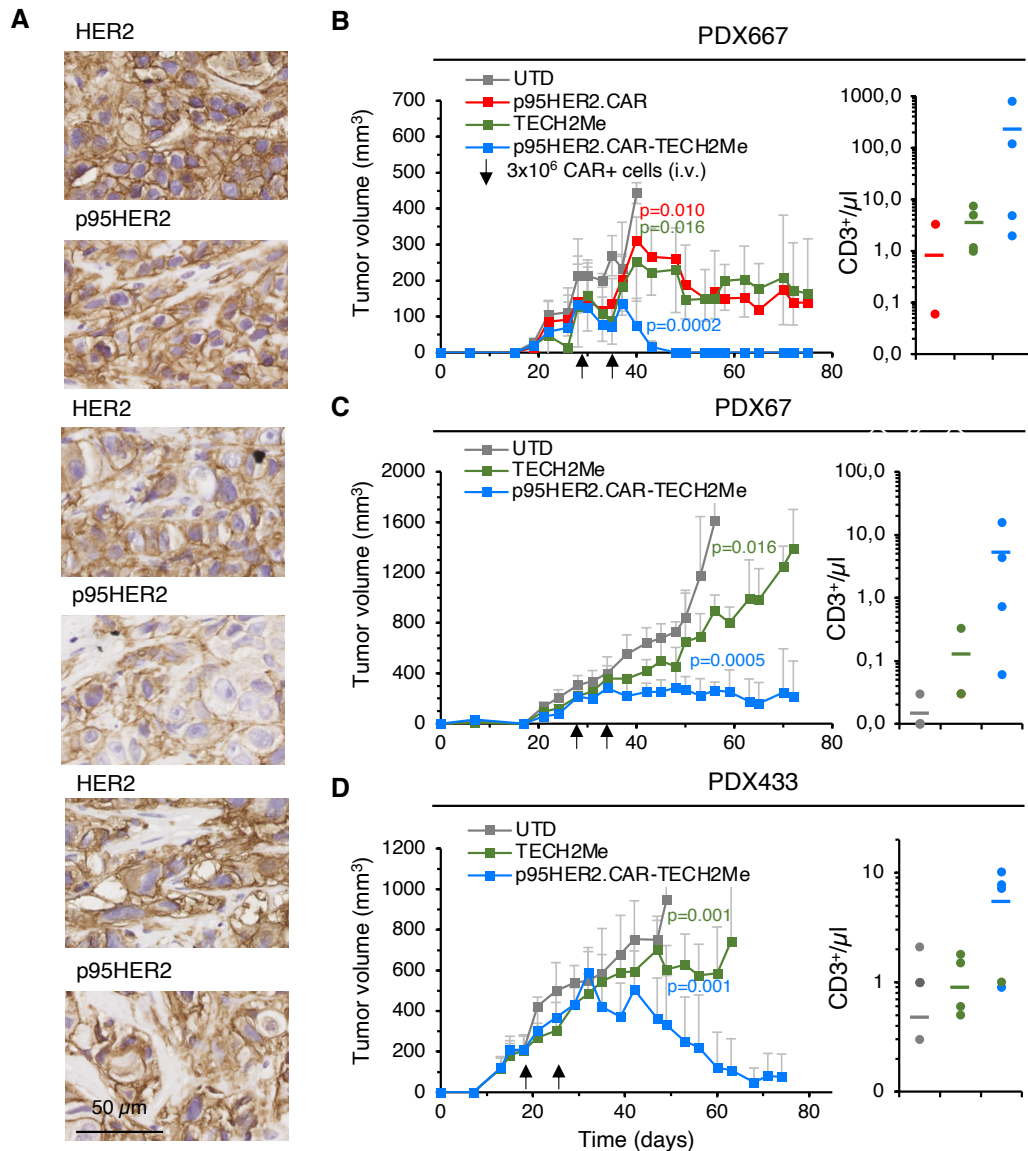 A
HER2
p95HER2
HER2
p95HER2
HER2
p95HER2
50 µm
B
PDX667
UTD
p95HER2.CAR
TECH2Me
p95HER2.CAR-TECH2Me
3x10⁶ CAR+ cells (i.v.)
Tumor volume (mm³)
700
600
500
400
300
200
100
0
0 20 40 60 80
p=0.010
p=0.016
p=0.0002
CD3⁺/µl
1000,0
100,0
10,0
1,0
0,1
0,0
C
PDX67
UTD
TECH2Me
p95HER2.CAR-TECH2Me
Tumor volume (mm³)
2000
1600
1200
800
400
0
0 20 40 60 80
p=0.016
p=0.0005
CD3⁺/µl
100,0
10,0
1,0
0,1
0,0
D
PDX433
UTD
TECH2Me
p95HER2.CAR-TECH2Me
Tumor volume (mm³)
1200
1000
800
600
400
200
0
0 20 40 60 80
Time (days)
p=0.001
p=0.001
CD3⁺/µl
10
1
0